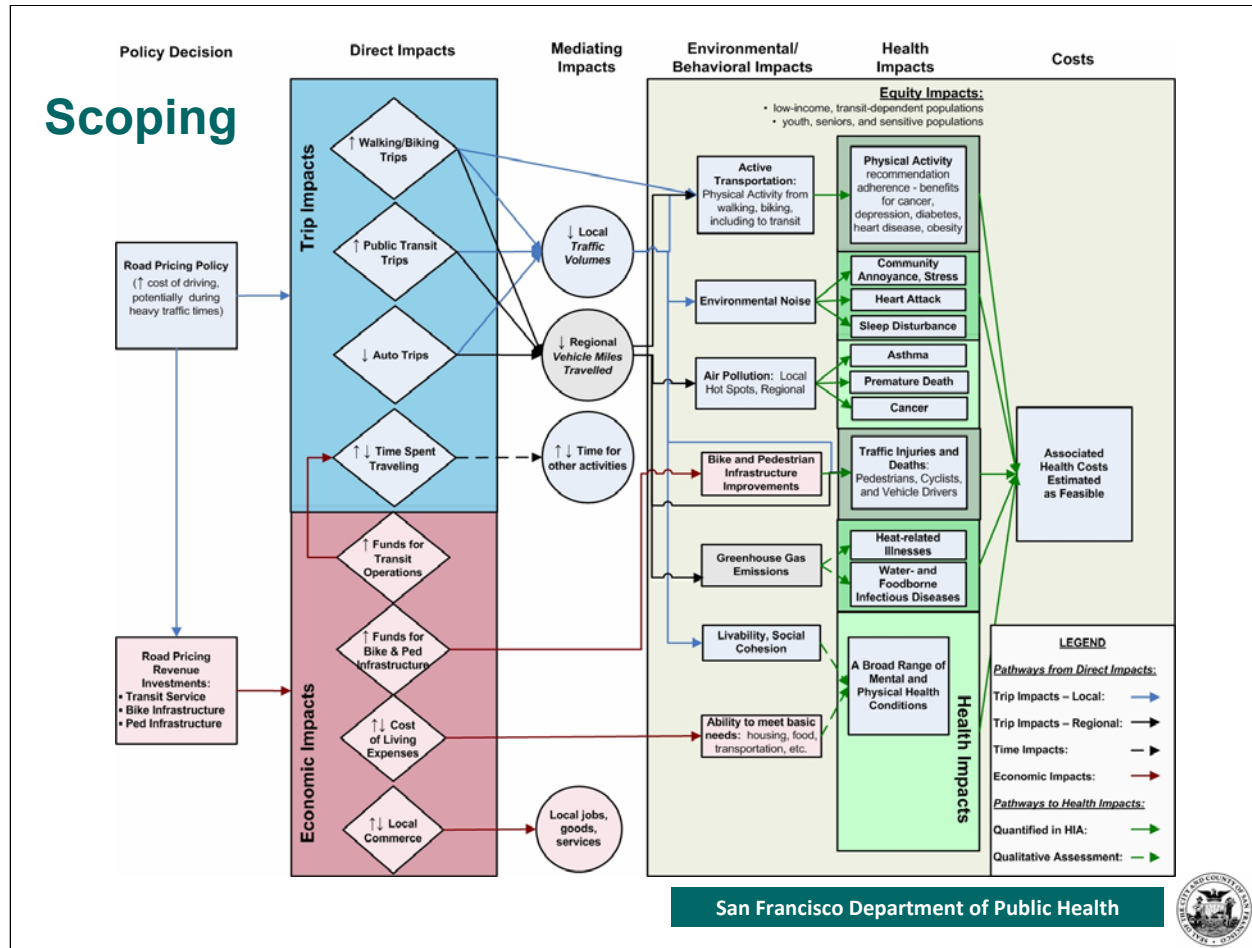 Policy Decision
Direct Impacts
Mediating
Impacts
Environmental/
Behavioral Impacts
Health
Impacts
Costs
Scoping
Equity Impacts:
• low-income, transit-dependent populations
• youth, seniors, and sensitive populations
Road Pricing Policy
(↑ cost of driving,
potentially during
heavy traffic times)
Road Pricing
Revenue
Investments:
▪ Transit Service
▪ Bike Infrastructure
▪ Ped Infrastructure
Trip Impacts
↑ Walking/Biking
Trips
↑ Public Transit
Trips
↓ Auto Trips
↑↓ Time Spent
Traveling
Economic Impacts
↑ Funds for
Transit
Operations
↑ Funds for
Bike & Ped
Infrastructure
↑↓ Cost
of Living
Expenses
↑↓ Local
Commerce
↓ Local
Traffic
Volumes
↓ Regional
Vehicle Miles
Travelled
↑↓ Time for
other activities
Local jobs,
goods,
services
Active
Transportation:
Physical Activity from
walking, biking,
including to transit
Environmental Noise
Air Pollution: Local
Hot Spots, Regional
Bike and Pedestrian
Infrastructure
Improvements
Greenhouse Gas
Emissions
Livability, Social
Cohesion
Ability to meet basic
needs: housing, food,
transportation, etc.
Physical Activity
recommendation
adherence - benefits
for cancer,
depression, diabetes,
heart disease, obesity
Community
Annoyance, Stress
Heart Attack
Sleep Disturbance
Asthma
Premature Death
Cancer
Traffic Injuries and
Deaths:
Pedestrians, Cyclists,
and Vehicle Drivers
Heat-related
Illnesses
Water- and
Foodborne
Infectious Diseases
A Broad Range of
Mental and
Physical Health
Conditions
Health Impacts
Associated
Health Costs
Estimated
as Feasible
LEGEND
Pathways from Direct Impacts:
Trip Impacts – Local:
Trip Impacts – Regional:
Time Impacts:
Economic Impacts:
Pathways to Health Impacts:
Quantified in HIA:
Qualitative Assessment:
San Francisco Department of Public Health
SEAL OF THE CITY AND COUNTY OF SAN FRANCISCO